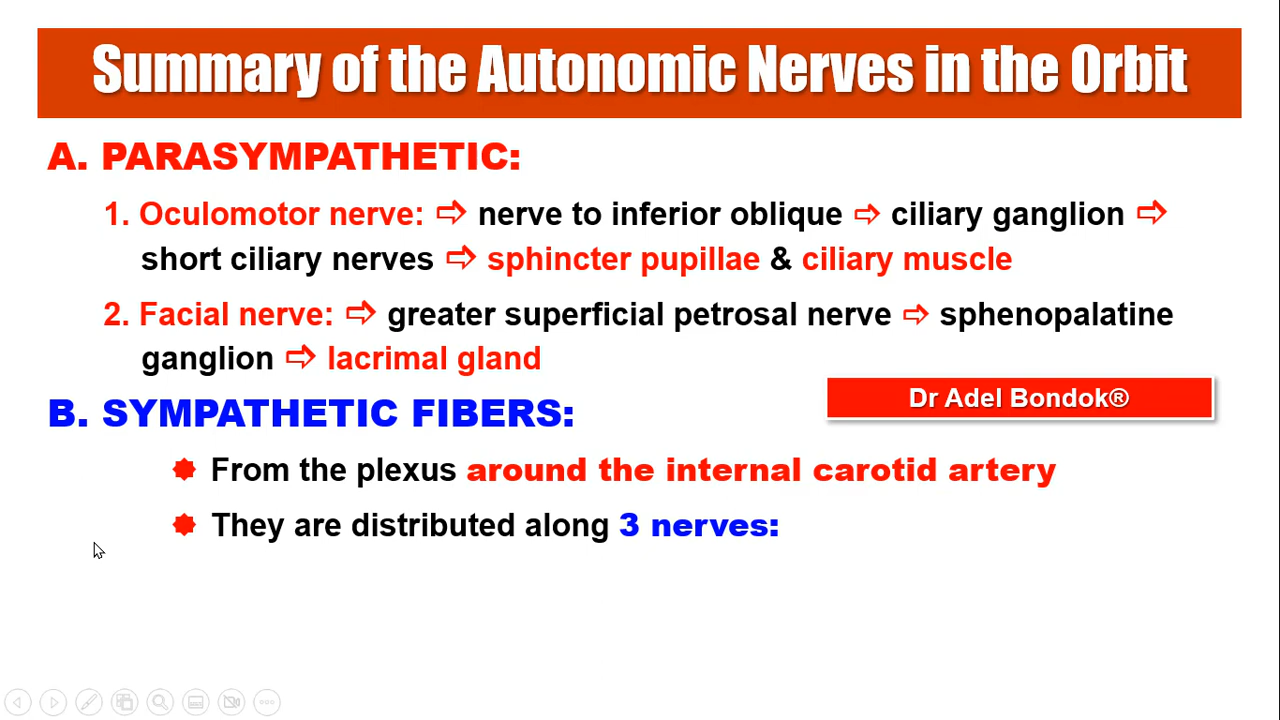 Summary of the Autonomic Nerves in the Orbit
A. PARASYMPATHETIC:
1. Oculomotor nerve: ⇨ nerve to inferior oblique ⇨ ciliary ganglion ⇨
short ciliary nerves ⇨ sphincter pupillae & ciliary muscle
2. Facial nerve: ⇨ greater superficial petrosal nerve ⇨ sphenopalatine
ganglion ⇨ lacrimal gland
Dr Adel Bondok®
B. SYMPATHETIC FIBERS:
From the plexus around the internal carotid artery
They are distributed along 3 nerves: